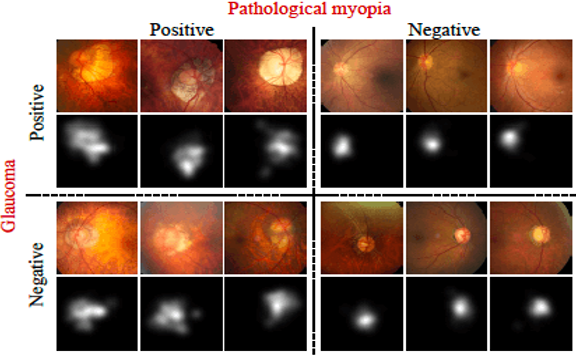 Pathological myopia
Positive
Negative
Glaucoma
Positive
Negative